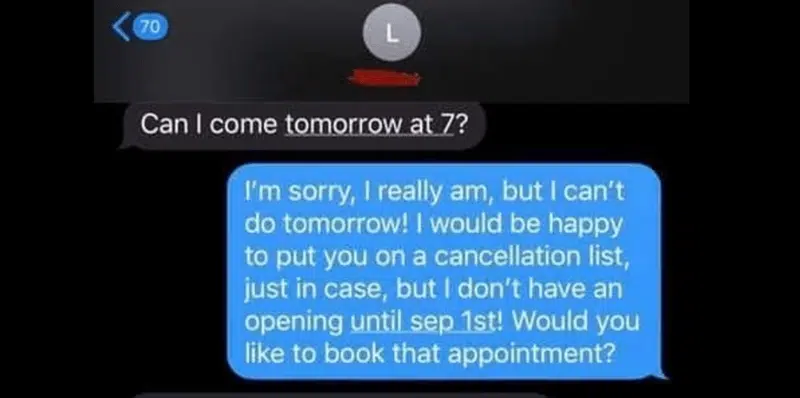 70
L
Can I come tomorrow at 7?
I'm sorry, I really am, but I can't
do tomorrow! I would be happy
to put you on a cancellation list,
just in case, but I don't have an
opening until sep 1st! Would you
like to book that appointment?